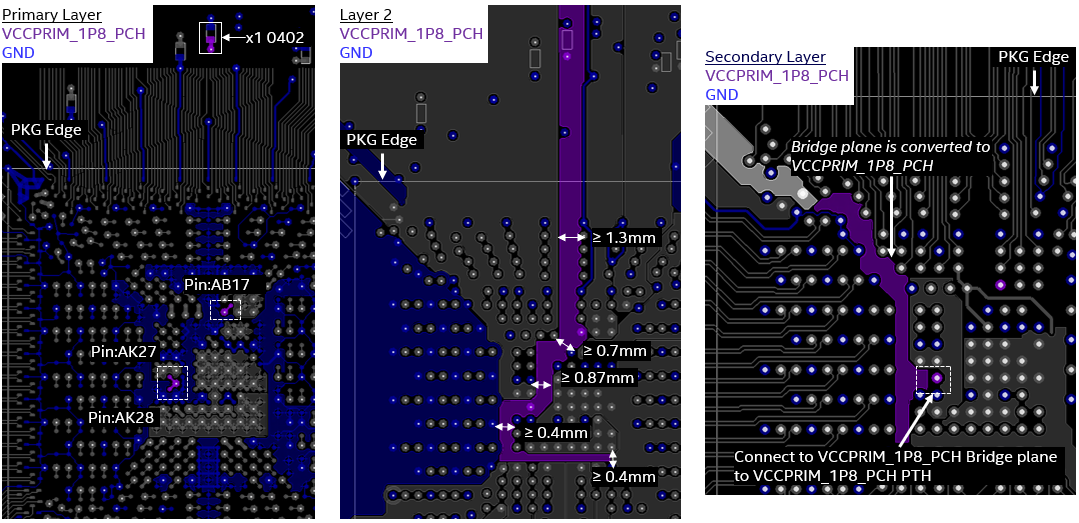 Primary Layer
VCCPRIM_1P8_PCH
GND
x1 0402
PKG Edge
Pin:AB17
Pin:AK27
Pin:AK28
Layer 2
VCCPRIM_1P8_PCH
GND
PKG Edge
≥ 1.3mm
≥ 0.7mm
≥ 0.87mm
≥ 0.4mm
≥ 0.4mm
Secondary Layer
VCCPRIM_1P8_PCH
GND
PKG Edge
Bridge plane is converted to
VCCPRIM_1P8_PCH
Connect to VCCPRIM_1P8_PCH Bridge plane
to VCCPRIM_1P8_PCH PTH